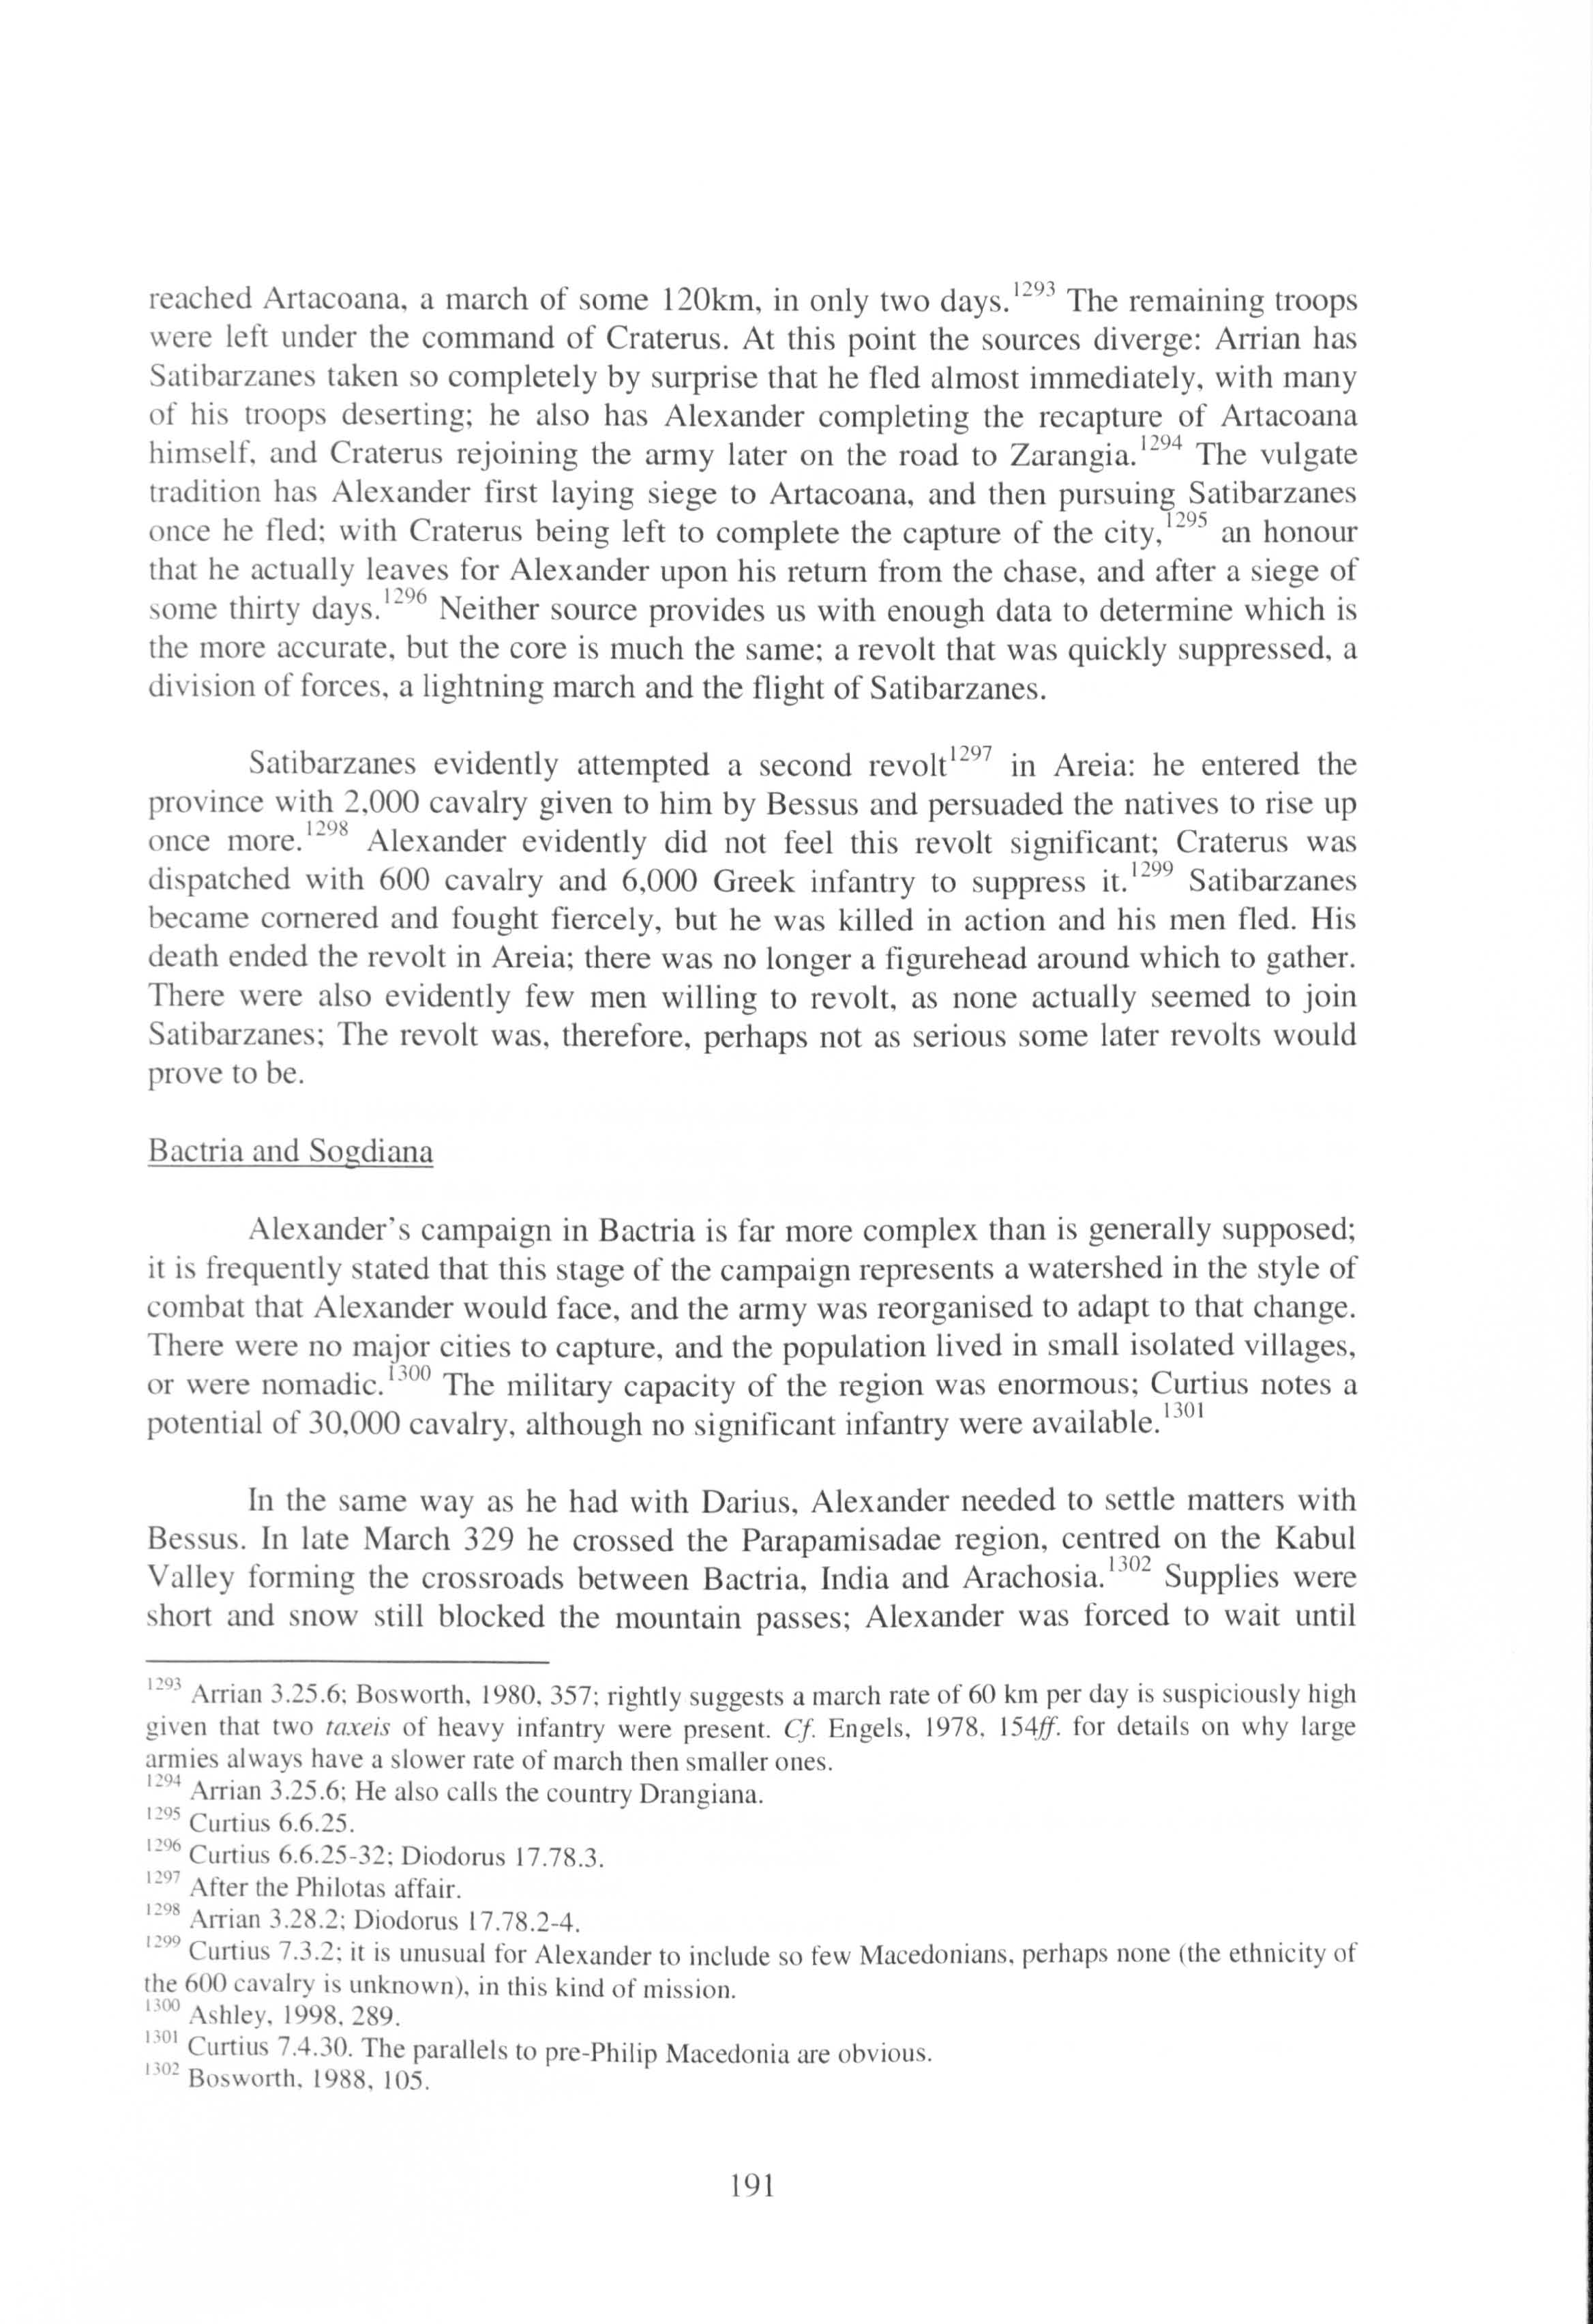 reached Artacoana, a march of some 120km, in only two days.1293 The remaining troops
were left under the command of Craterus. At this point the sources diverge: Arrian has
Satibarzanes taken so completely by surprise that he fled almost immediately, with many
of his troops deserting; he also has Alexander completing the recapture of Artacoana
himself, and Craterus rejoining the army later on the road to Zarangia.1294 The vulgate
tradition has Alexander first laying siege to Artacoana, and then pursuing Satibarzanes
once he fled; with Craterus being left to complete the capture of the city,1295 an honour
that he actually leaves for Alexander upon his return from the chase, and after a siege of
some thirty days.1296 Neither source provides us with enough data to determine which is
the more accurate, but the core is much the same; a revolt that was quickly suppressed, a
division of forces, a lightning march and the flight of Satibarzanes.
Satibarzanes evidently attempted a second revolt1297 in Areia: he entered the
province with 2,000 cavalry given to him by Bessus and persuaded the natives to rise up
once more.1298 Alexander evidently did not feel this revolt significant; Craterus was
dispatched with 600 cavalry and 6,000 Greek infantry to suppress it.1299 Satibarzanes
became cornered and fought fiercely, but he was killed in action and his men fled. His
death ended the revolt in Areia; there was no longer a figurehead around which to gather.
There were also evidently few men willing to revolt, as none actually seemed to join
Satibarzanes; The revolt was, therefore, perhaps not as serious some later revolts would
prove to be.
Bactria and Sogdiana
Alexander's campaign in Bactria is far more complex than is generally supposed;
it is frequently stated that this stage of the campaign represents a watershed in the style of
combat that Alexander would face, and the army was reorganised to adapt to that change.
There were no major cities to capture, and the population lived in small isolated villages,
or were nomadic.1300 The military capacity of the region was enormous; Curtius notes a
potential of 30,000 cavalry, although no significant infantry were available.1301
In the same way as he had with Darius, Alexander needed to settle matters with
Bessus. In late March 329 he crossed the Parapamisadae region, centred on the Kabul
Valley forming the crossroads between Bactria, India and Arachosia.1302 Supplies were
short and snow still blocked the mountain passes; Alexander was forced to wait until
1293 Arrian 3.25.6; Bosworth, 1980, 357; rightly suggests a march rate of 60 km per day is suspiciously high
given that two taxeis of heavy infantry were present. Cf. Engels, 1978, 154ff. for details on why large
armies always have a slower rate of march then smaller ones.
1294 Arrian 3.25.6; He also calls the country Drangiana.
1295 Curtius 6.6.25.
1296 Curtius 6.6.25-32; Diodorus 17.78.3.
1297 After the Philotas affair.
1298 Arrian 3.28.2; Diodorus 17.78.2-4.
1299 Curtius 7.3.2; it is unusual for Alexander to include so few Macedonians, perhaps none (the ethnicity of
the 600 cavalry is unknown), in this kind of mission.
1300 Ashley, 1998, 289.
1301 Curtius 7.4.30. The parallels to pre-Philip Macedonia are obvious.
1302 Bosworth, 1988, 105.
191